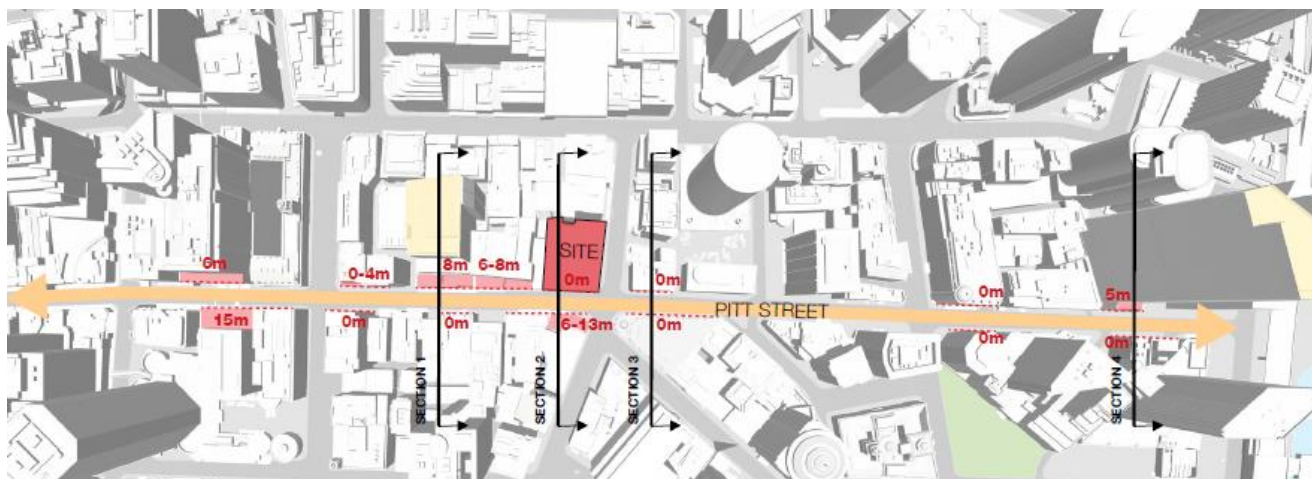 6m
0-4m
8m
6-8m
SITE
0m
0m
0m
5m
PITT STREET
15m
0m
0m
6-13m
0m
0m
0m
SECTION 1
SECTION 2
SECTION 3
SECTION 4